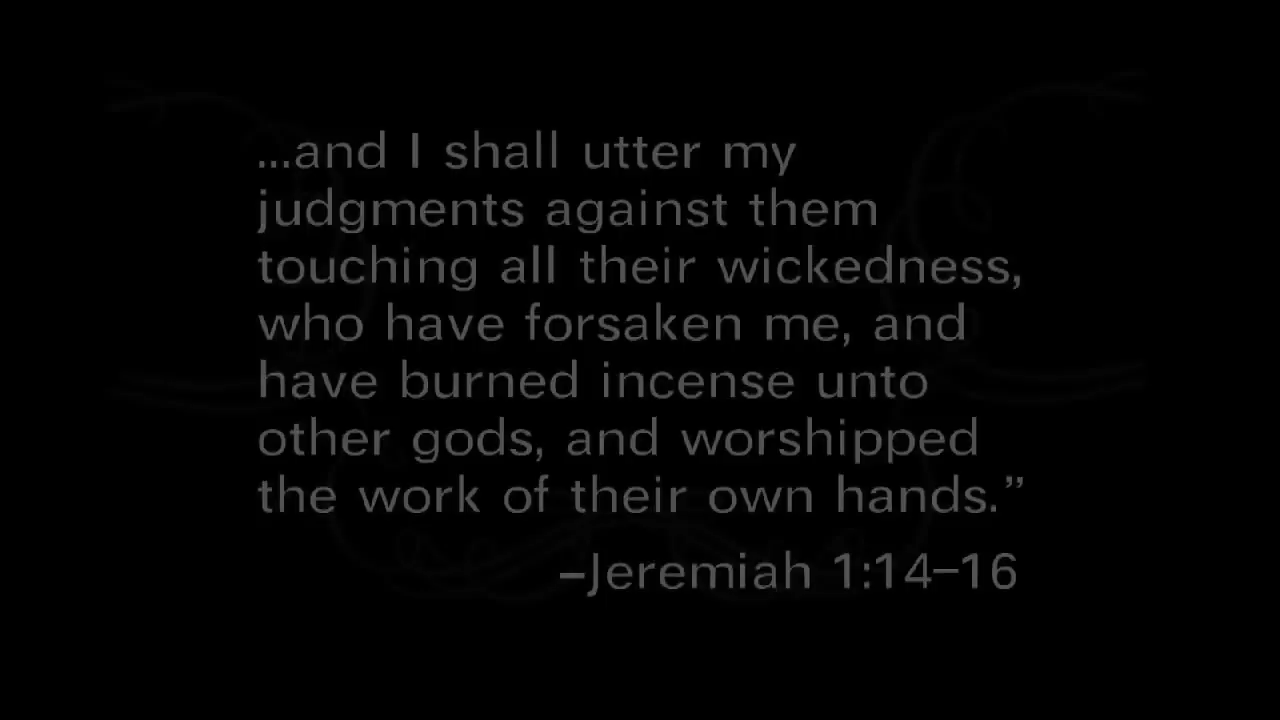 ...and I shall utter my
judgments against them
touching all their wickedness,
who have forsaken me, and
have burned incense unto
other gods, and worshipped
the work of their own hands.”
–Jeremiah 1:14–16